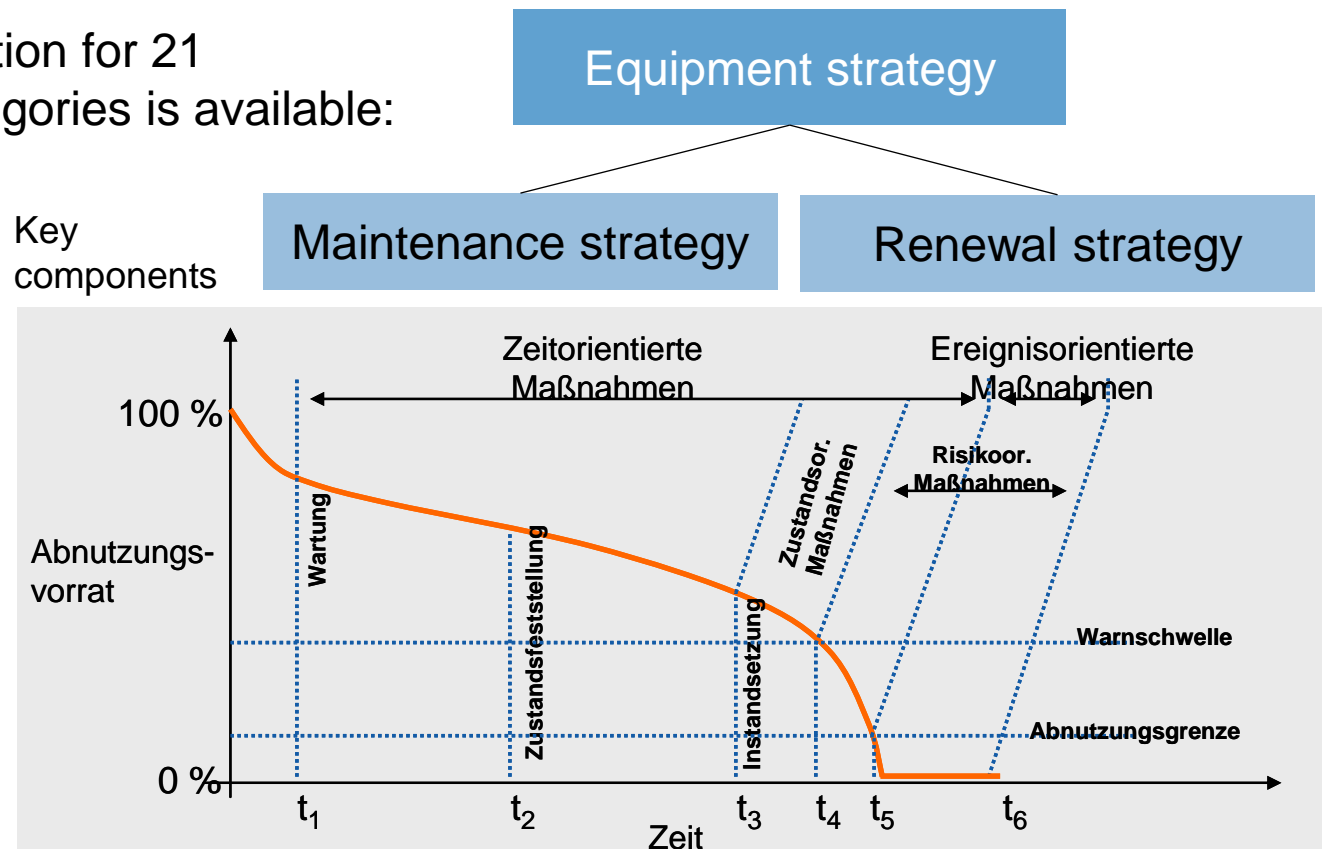 tion for 21
gories is available:
Equipment strategy
Key
components
Maintenance strategy
Renewal strategy
Zeitorientierte
Maßnahmen
Ereignisorientierte
Maßnahmen
100 %
Risikoor.
Maßnahmen
Zustandsor.
Maßnahmen
Abnutzungs-
vorrat
Wartung
Zustandsfeststellung
Instandsetzung
Warnschwelle
Abnutzungsgrenze
0 %
t₁ t₂ t₃ t₄ t₅ t₆
Zeit